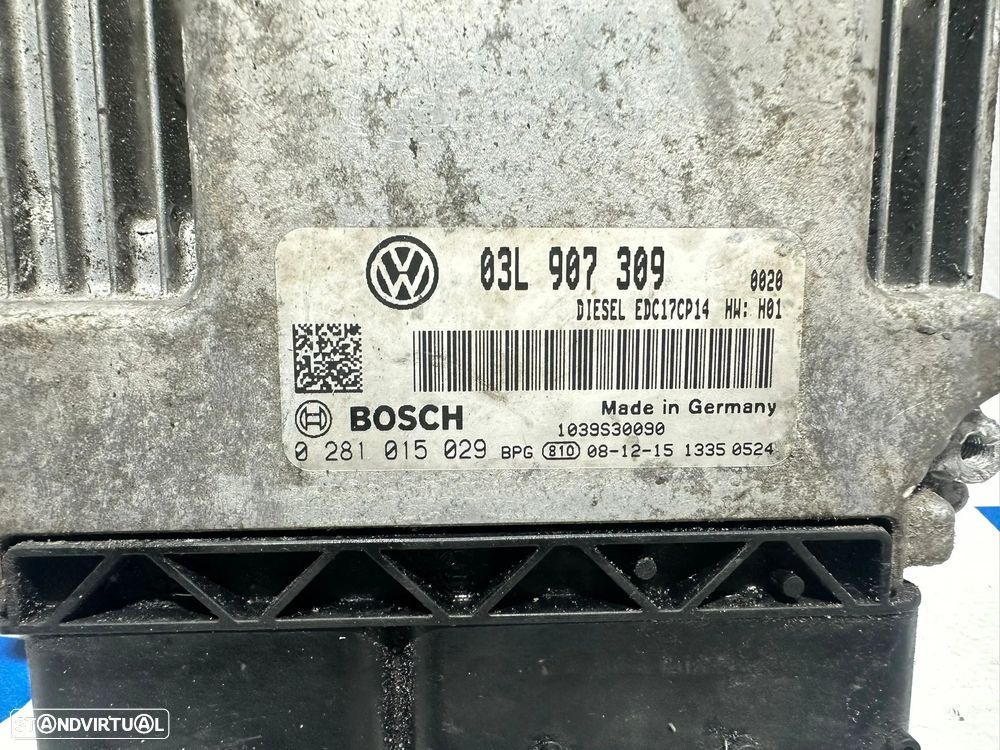 03L 907 309
0020
DIESEL EDC17CP14 HW: H01
BOSCH
Made in Germany
1039S30090
0 281 015 029 BPG 810 08-12-15 1335 0524
STANDVIRTUAL